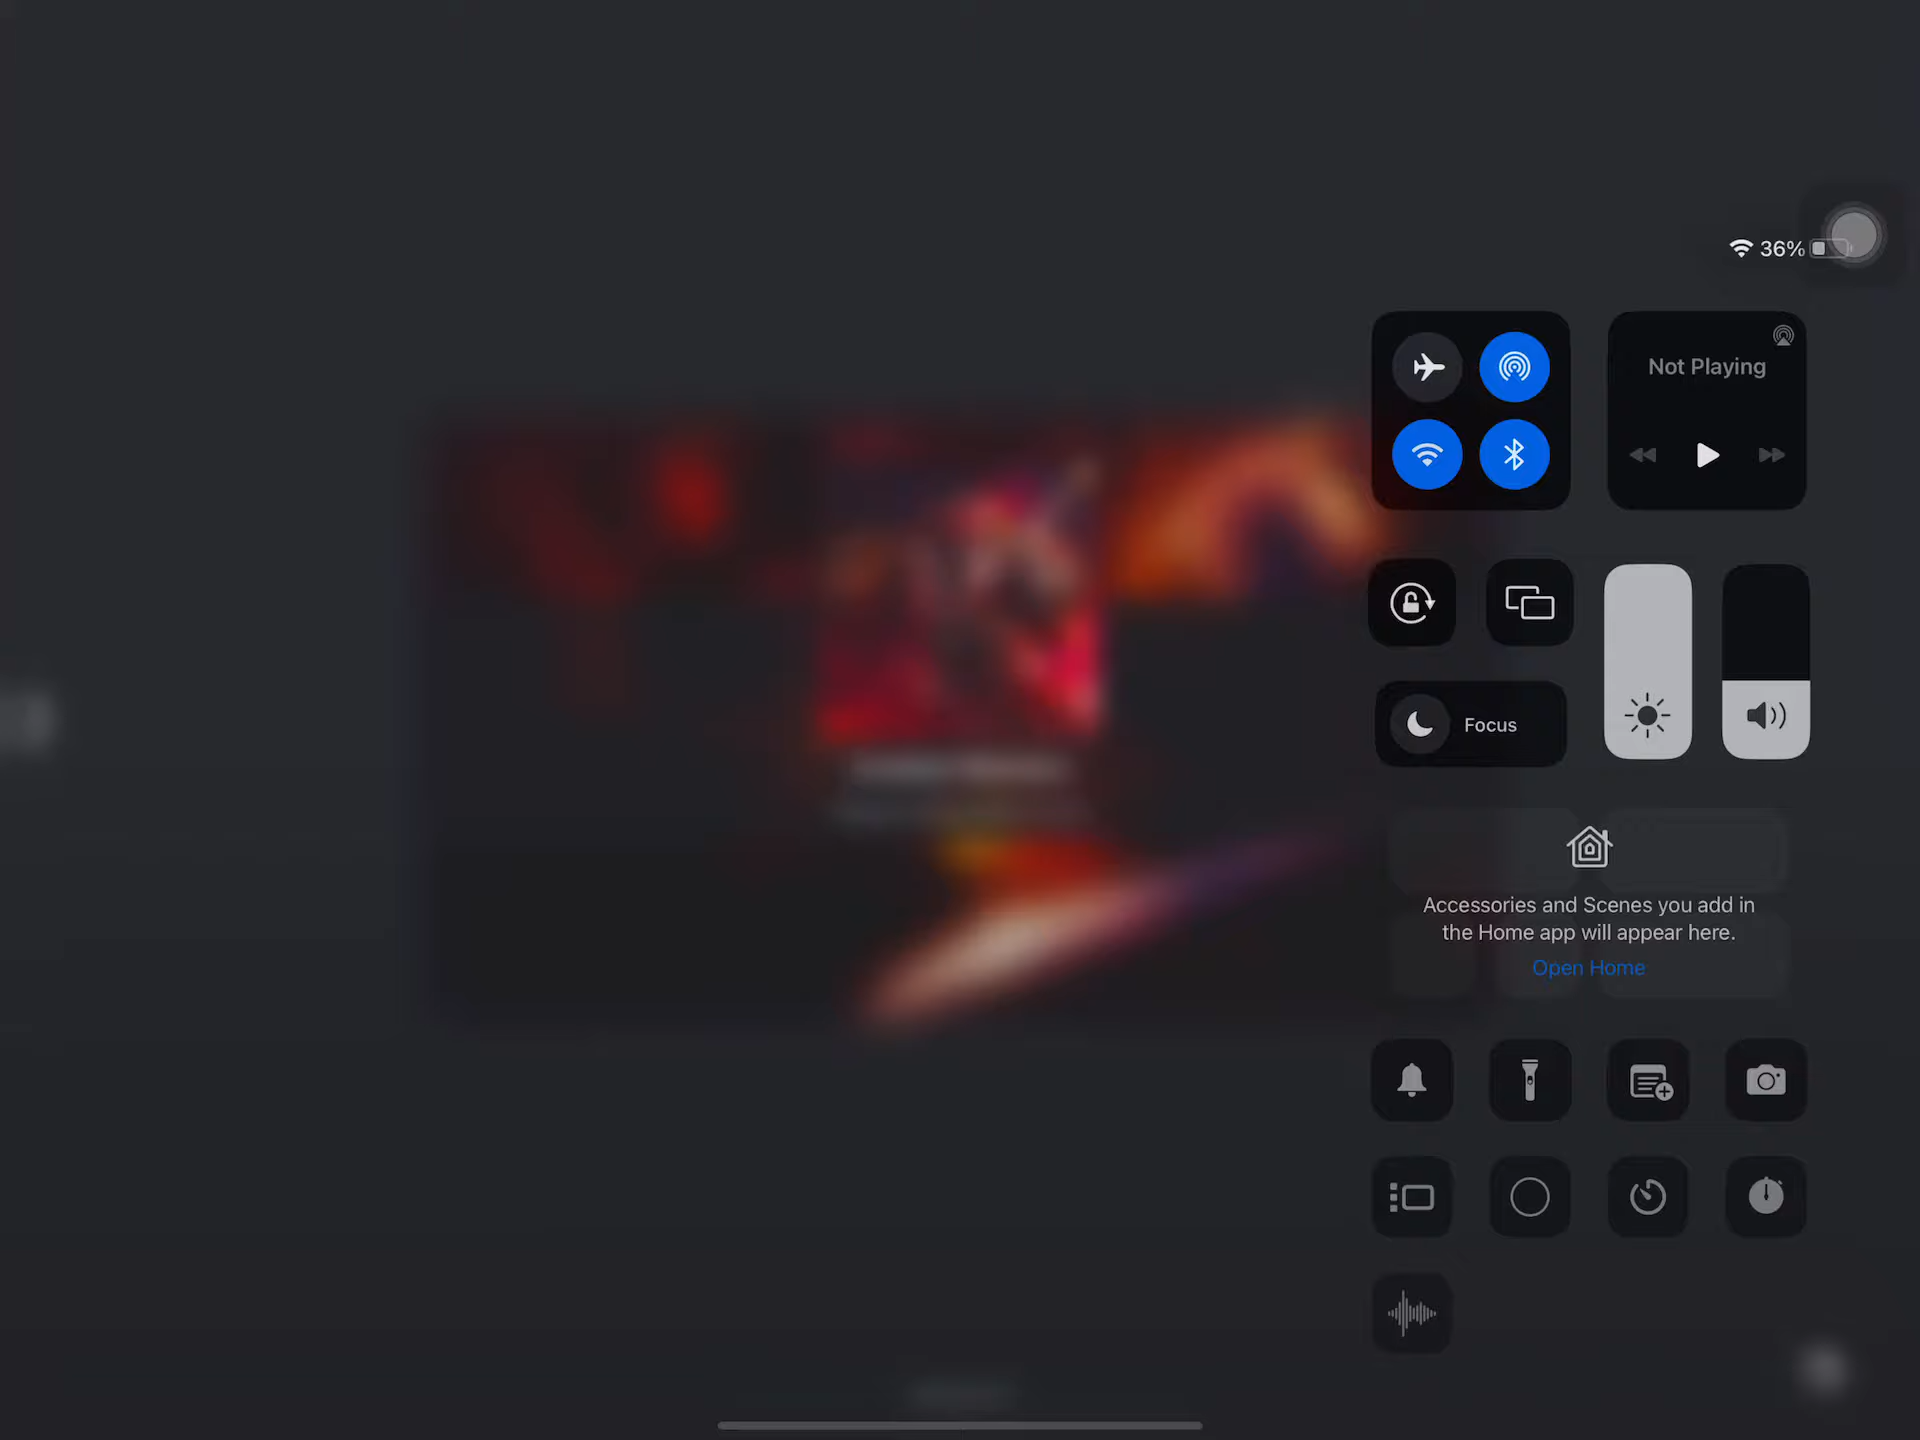 36%
Not Playing
Focus
Accessories and Scenes you add in
the Home app will appear here.
Open Home